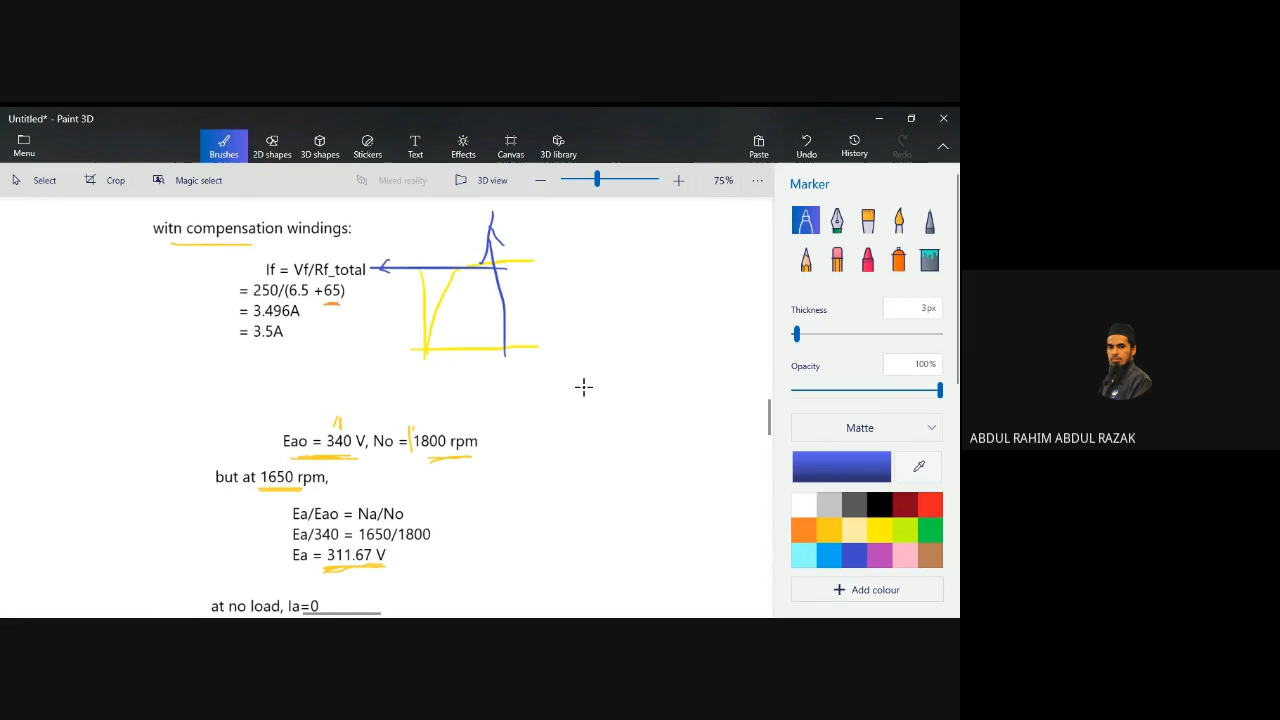 Untitled* - Paint 3D
Menu
Brushes 2D shapes 3D shapes Stickers Text Effects Canvas 3D library Paste Undo History Redo
Select Crop Magic select Mixed reality 3D view 75%
Marker
Thickness 3px
Opacity 100%
Matte
Add colour
witn compensation windings:
If = Vf/Rf_total
= 250/(6.5 +65)
= 3.496A
= 3.5A
Eao = 340 V, No = 1800 rpm
but at 1650 rpm,
Ea/Eao = Na/No
Ea/340 = 1650/1800
Ea = 311.67 V
at no load, Ia=0
ABDUL RAHIM ABDUL RAZAK